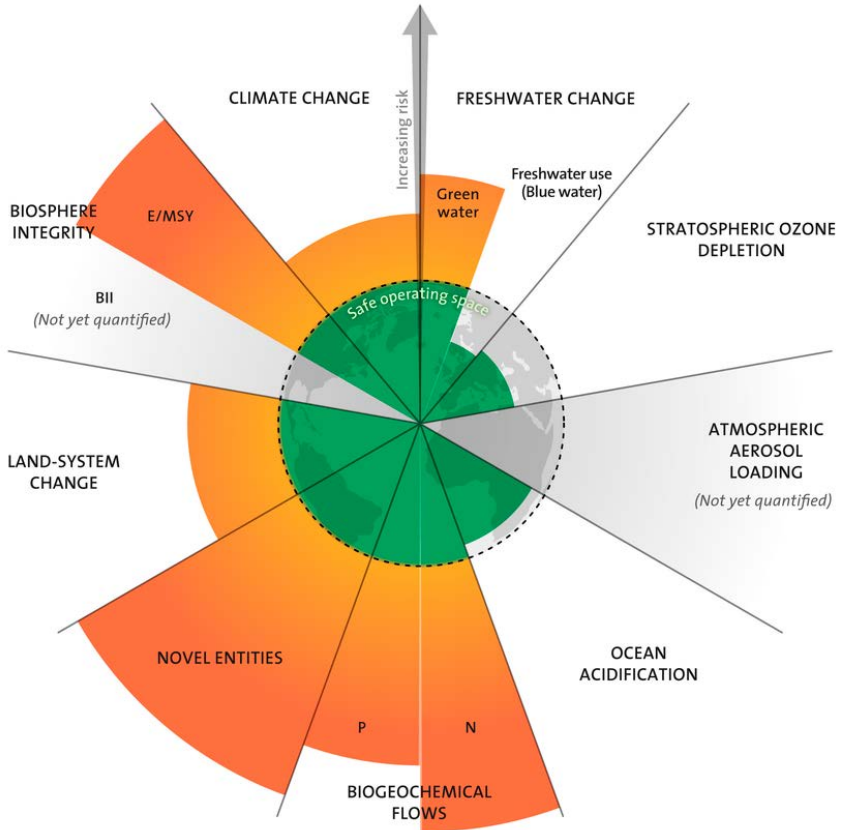 CLIMATE CHANGE
FRESHWATER CHANGE
Increasing risk
Green
water
Freshwater use
(Blue water)
BIOSPHERE
INTEGRITY
E/MSY
STRATOSPHERIC OZONE
DEPLETION
BII
(Not yet quantified)
Safe operating space
LAND-SYSTEM
CHANGE
ATMOSPHERIC
AEROSOL
LOADING
(Not yet quantified)
NOVEL ENTITIES
OCEAN
ACIDIFICATION
P
N
BIOGEOCHEMICAL
FLOWS